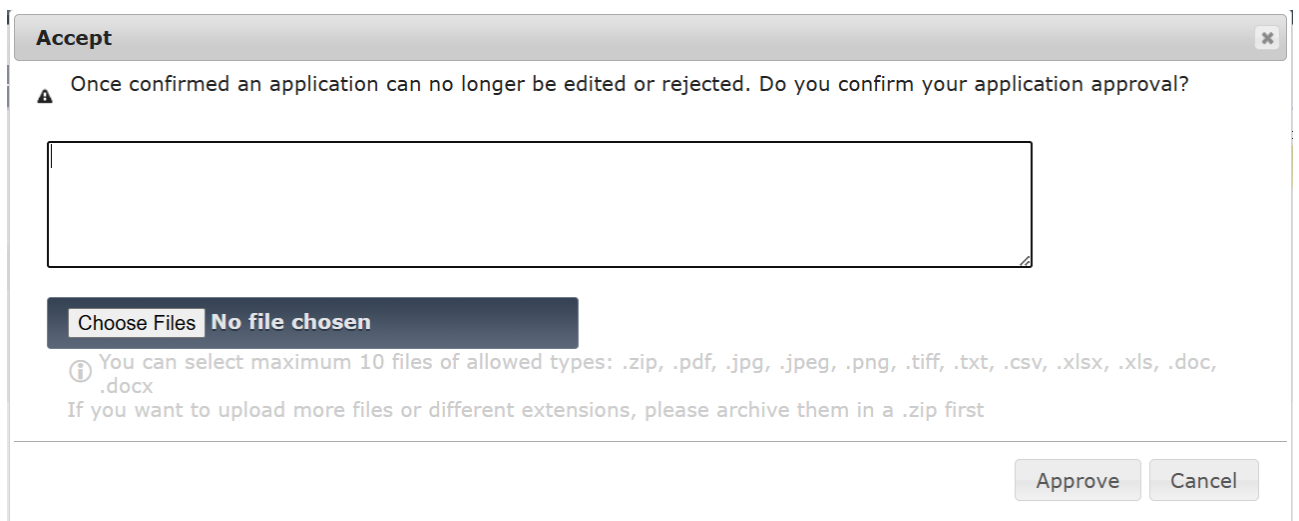 Accept
Once confirmed an application can no longer be edited or rejected. Do you confirm your application approval?
Choose Files No file chosen
You can select maximum 10 files of allowed types: .zip, .pdf, .jpg, .jpeg, .png, .tiff, .txt, .csv, .xlsx, .xls, .doc,
.docx
If you want to upload more files or different extensions, please archive them in a .zip first
Approve Cancel